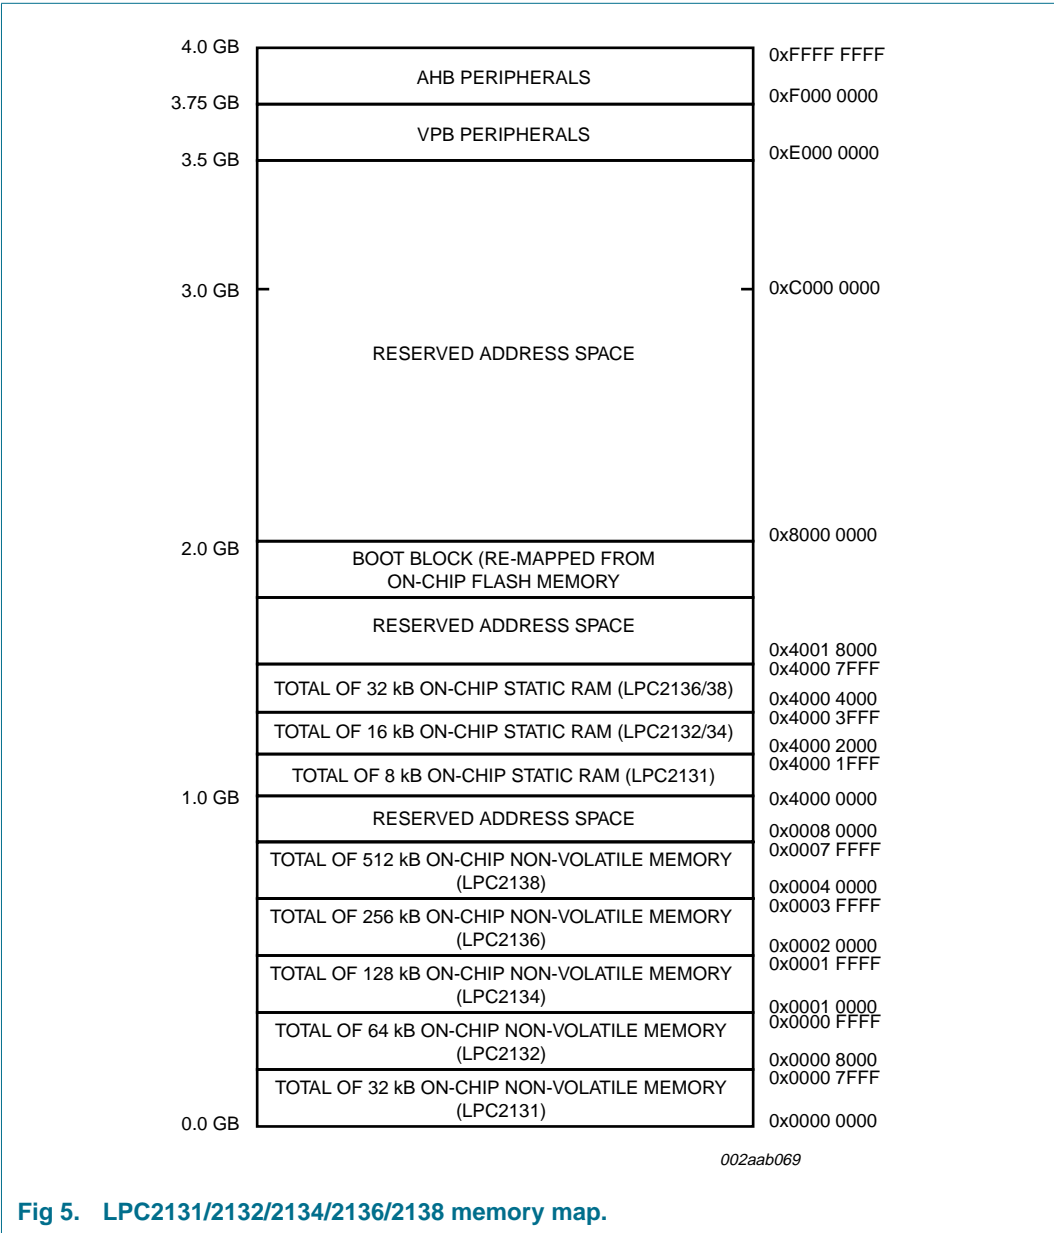 4.0 GB
0xFFFF FFFF
AHB PERIPHERALS
3.75 GB
0xF000 0000
VPB PERIPHERALS
3.5 GB
0xE000 0000
3.0 GB
0xC000 0000
RESERVED ADDRESS SPACE
0x8000 0000
2.0 GB
BOOT BLOCK (RE-MAPPED FROM
ON-CHIP FLASH MEMORY
RESERVED ADDRESS SPACE
0x4001 8000
0x4000 7FFF
TOTAL OF 32 kB ON-CHIP STATIC RAM (LPC2136/38)
0x4000 4000
0x4000 3FFF
TOTAL OF 16 kB ON-CHIP STATIC RAM (LPC2132/34)
0x4000 2000
0x4000 1FFF
TOTAL OF 8 kB ON-CHIP STATIC RAM (LPC2131)
1.0 GB
0x4000 0000
RESERVED ADDRESS SPACE
0x0008 0000
0x0007 FFFF
TOTAL OF 512 kB ON-CHIP NON-VOLATILE MEMORY
(LPC2138)
0x0004 0000
0x0003 FFFF
TOTAL OF 256 kB ON-CHIP NON-VOLATILE MEMORY
(LPC2136)
0x0002 0000
0x0001 FFFF
TOTAL OF 128 kB ON-CHIP NON-VOLATILE MEMORY
(LPC2134)
0x0001 0000
0x0000 FFFF
TOTAL OF 64 kB ON-CHIP NON-VOLATILE MEMORY
(LPC2132)
0x0000 8000
0x0000 7FFF
TOTAL OF 32 kB ON-CHIP NON-VOLATILE MEMORY
(LPC2131)
0.0 GB
0x0000 0000
002aab069
Fig 5. LPC2131/2132/2134/2136/2138 memory map.